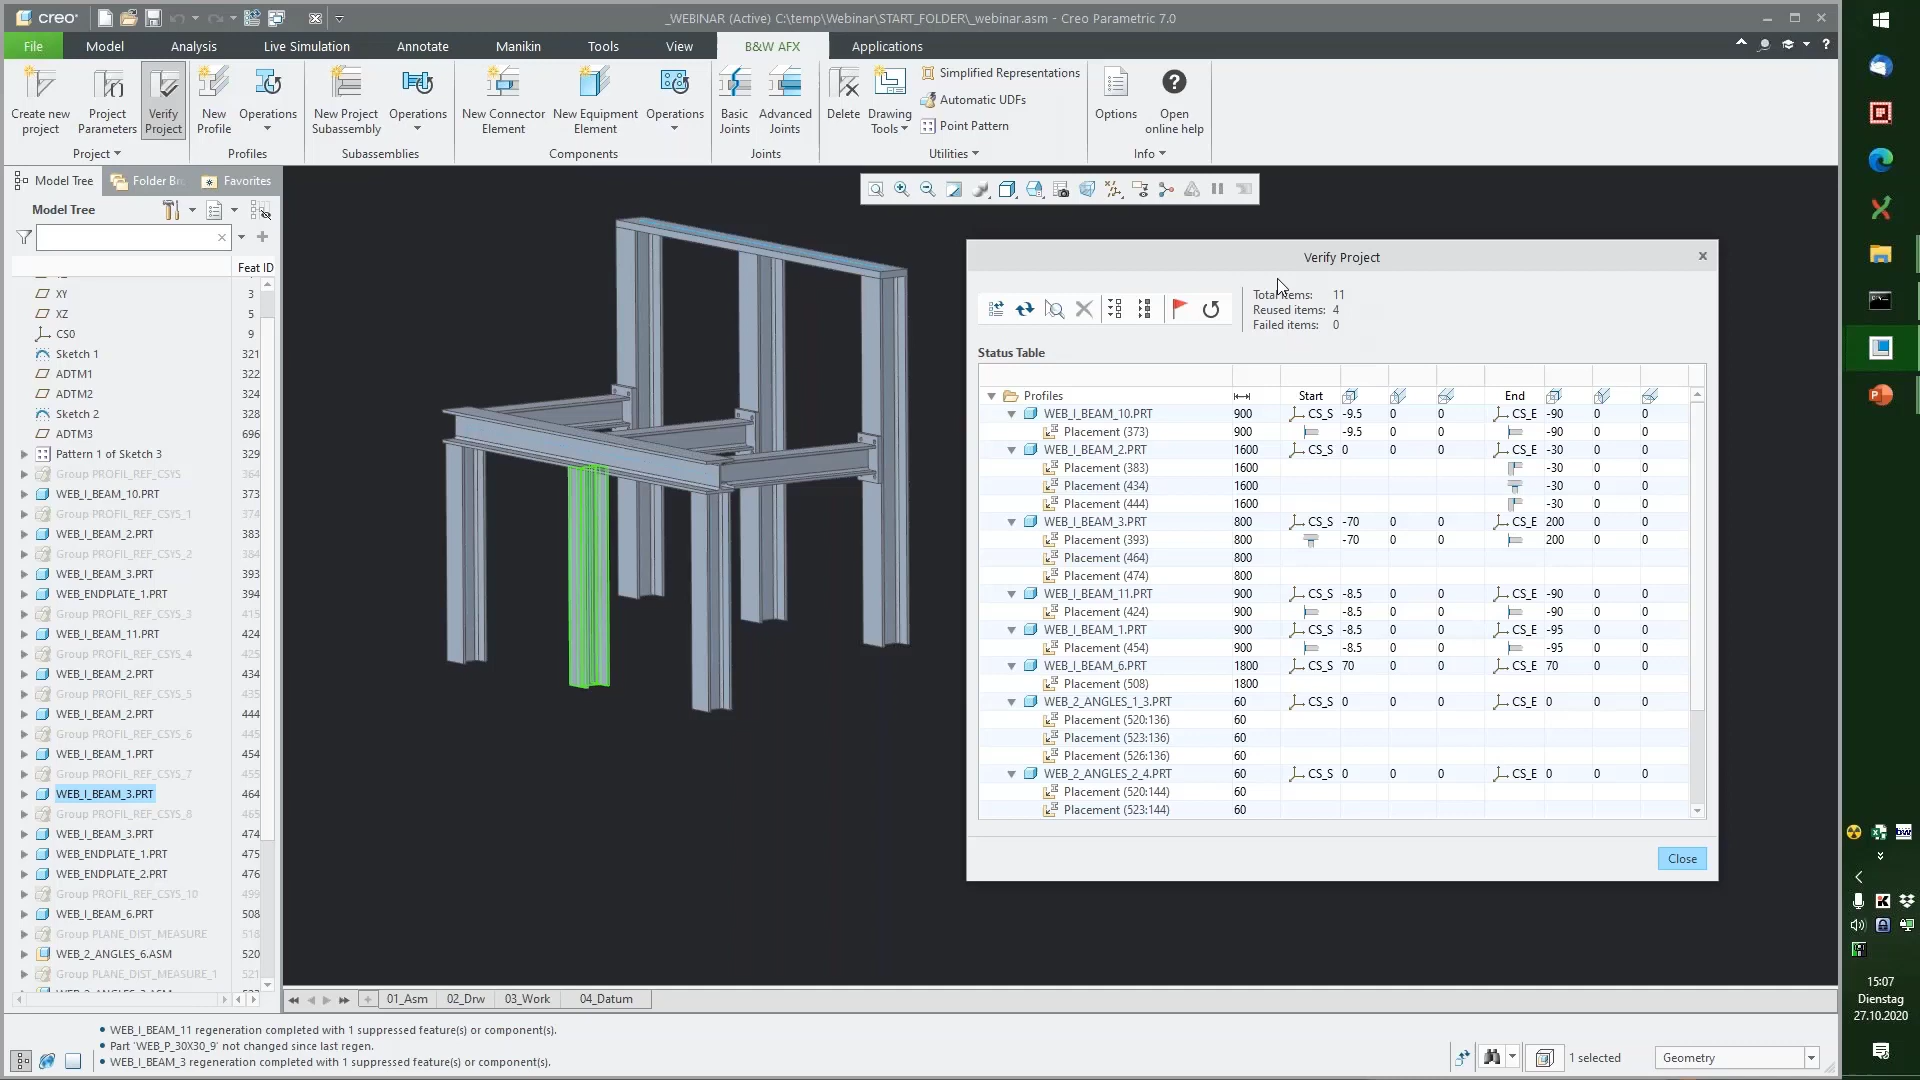 creo
_WEBINAR (Active) C:\temp\Webinar\START_FOLDER\_webinar.asm - Creo Parametric 7.0
File Model Analysis Live Simulation Annotate Manikin Tools View B&W AFX Applications
Create new project
Project Parameters
Verify Project
New Profile
Operations
New Project Subassembly
Operations
New Connector Element
New Equipment Element
Operations
Basic Joints
Advanced Joints
Delete
Drawing Tools
Simplified Representations
Automatic UDFs
Point Pattern
Options
Open online help
Project Profiles Subassemblies Components Joints Utilities Info
Model Tree Folder Br Favorites
Model Tree
Feat ID
XY 3
XZ 5
CS0 9
Sketch 1 321
ADTM1 322
ADTM2 324
Sketch 2 328
ADTM3 696
Pattern 1 of Sketch 3 329
Group PROFIL_REF_CSYS 364
WEB_I_BEAM_10.PRT 373
Group PROFIL_REF_CSYS_1 374
WEB_I_BEAM_2.PRT 383
Group PROFIL_REF_CSYS_2 384
WEB_I_BEAM_3.PRT 393
WEB_ENDPLATE_1.PRT 394
Group PROFIL_REF_CSYS_3 415
WEB_I_BEAM_11.PRT 424
Group PROFIL_REF_CSYS_4 425
WEB_I_BEAM_2.PRT 434
Group PROFIL_REF_CSYS_5 435
WEB_I_BEAM_2.PRT 444
Group PROFIL_REF_CSYS_6 445
WEB_I_BEAM_1.PRT 454
Group PROFIL_REF_CSYS_7 455
WEB_I_BEAM_3.PRT 464
Group PROFIL_REF_CSYS_8 465
WEB_I_BEAM_3.PRT 474
WEB_ENDPLATE_1.PRT 475
WEB_ENDPLATE_2.PRT 476
Group PROFIL_REF_CSYS_10 499
WEB_I_BEAM_6.PRT 508
Group PLANE_DIST_MEASURE 518
WEB_2_ANGLES_6.ASM 520
Group PLANE_DIST_MEASURE_1 521
Verify Project
Total items: 11
Reused items: 4
Failed items: 0
Status Table
Profiles Start End
WEB_I_BEAM_10.PRT 900 CS_S -9.5 0 0 CS_E -90 0 0
Placement (373) 900 -9.5 0 0 -90 0 0
WEB_I_BEAM_2.PRT 1600 CS_S 0 0 0 CS_E -30 0 0
Placement (383) 1600 -30 0 0
Placement (434) 1600 -30 0 0
Placement (444) 1600 -30 0 0
WEB_I_BEAM_3.PRT 800 CS_S -70 0 0 CS_E 200 0 0
Placement (393) 800 -70 0 0 200 0 0
Placement (464) 800
Placement (474) 800
WEB_I_BEAM_11.PRT 900 CS_S -8.5 0 0 CS_E -90 0 0
Placement (424) 900 -8.5 0 0 -90 0 0
WEB_I_BEAM_1.PRT 900 CS_S -8.5 0 0 CS_E -95 0 0
Placement (454) 900 -8.5 0 0 -95 0 0
WEB_I_BEAM_6.PRT 1800 CS_S 70 0 0 CS_E 70 0 0
Placement (508) 1800
WEB_2_ANGLES_1_3.PRT 60 CS_S 0 0 0 CS_E 0 0 0
Placement (520:136) 60
Placement (523:136) 60
Placement (526:136) 60
WEB_2_ANGLES_2_4.PRT 60 CS_S 0 0 0 CS_E 0 0 0
Placement (520:144) 60
Placement (523:144) 60
Close
01_Asm 02_Drw 03_Work 04_Datum
• WEB_I_BEAM_11 regeneration completed with 1 suppressed feature(s) or component(s).
• Part 'WEB_P_30X30_9' not changed since last regen.
• WEB_I_BEAM_3 regeneration completed with 1 suppressed feature(s) or component(s).
1 selected
Geometry
15:07
Dienstag
27.10.2020